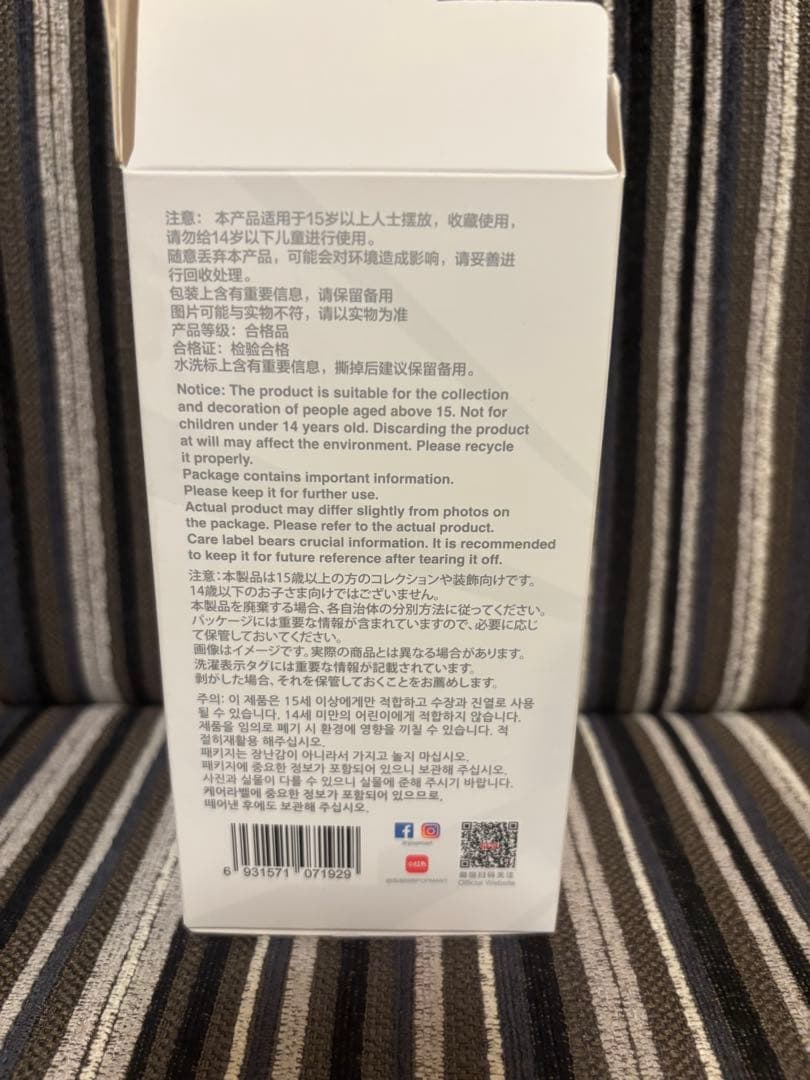 注意： 本产品适用于15岁以上人士摆放，收藏使用，
请勿给14岁以下儿童进行使用。
随意丢弃本产品，可能会对环境造成影响，请妥善进
行回收处理。
包装上含有重要信息，请保留备用
图片可能与实物不符，请以实物为准
产品等级：合格品
合格证：检验合格
水洗标上含有重要信息，撕掉后建议保留备用。
Notice: The product is suitable for the collection
and decoration of people aged above 15. Not for
children under 14 years old. Discarding the product
at will may affect the environment. Please recycle
it properly.
Package contains important information.
Please keep it for further use.
Actual product may differ slightly from photos on
the package. Please refer to the actual product.
Care label bears crucial information. It is recommended
to keep it for future reference after tearing it off.
注意：本製品は15歳以上の方のコレクションや装飾向けです。
14歳以下のお子さま向けではございません。
本製品を廃棄する場合、各自治体の分別方法に従ってください。
パッケージには重要な情報が含まれていますので、必要に応じ
て保管しておいてください。
画像はイメージです。実際の商品とは異なる場合があります。
洗濯表示タグには重要な情報が記載されています。
剥がした場合、それを保管しておくことをお薦めします。
주의: 이 제품은 15세 이상에게만 적합하고 수장과 진열로 사용
될 수 있습니다. 14세 미만의 어린이에게 적합하지 않습니다.
제품을 임의로 폐기 시 환경에 영향을 끼칠 수 있습니다. 적
절히재활용 해주십시오.
패키지는 장난감이 아니라서 가지고 놀지 마십시오.
패키지에 중요한 정보가 포함되어 있으니 보관해 주십시오.
사진과 실물이 다를 수 있으니 실물에 준해 주시기 바랍니다.
케어라벨에 중요한 정보가 포함되어 있으므로,
떼어낸 후에도 보관해 주십시오.
6 931571 071929
小红书
Official Website